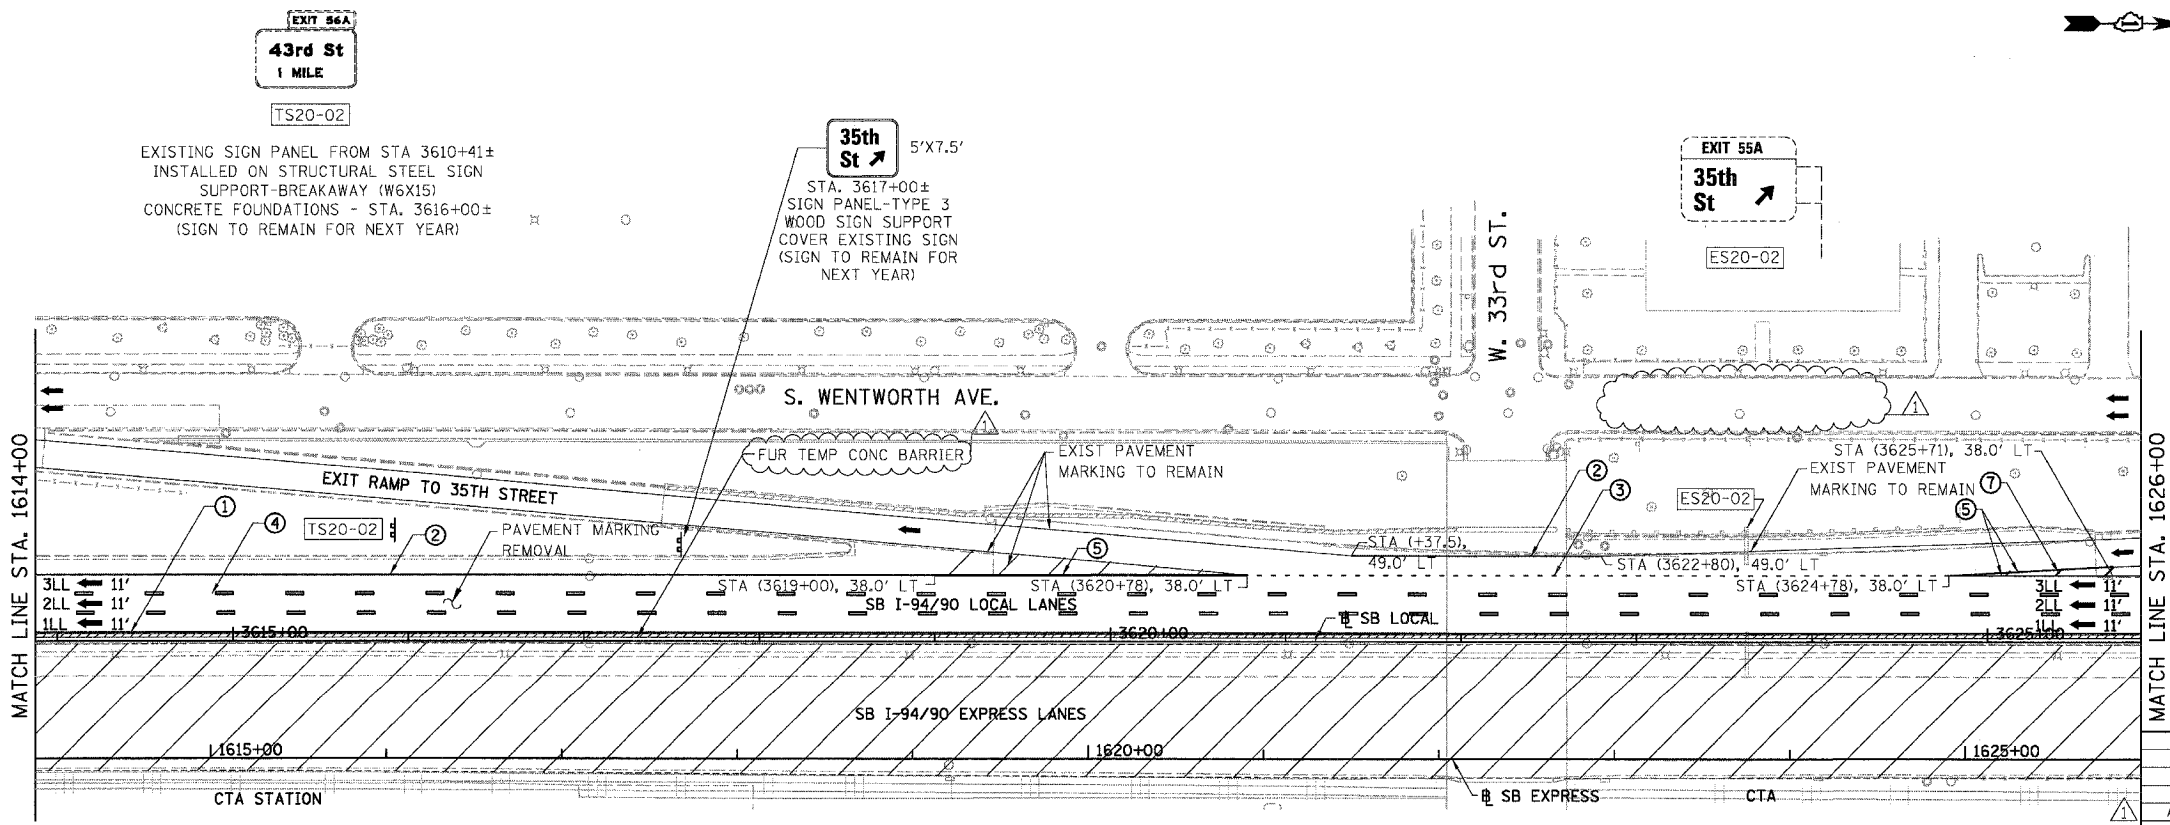 EXIT 56A
43rd St
1 MILE
TS20-02
EXISTING SIGN PANEL FROM STA 3610+41±
INSTALLED ON STRUCTURAL STEEL SIGN
SUPPORT-BREAKAWAY (W6X15)
CONCRETE FOUNDATIONS - STA. 3616+00±
(SIGN TO REMAIN FOR NEXT YEAR)
35th
St
5'X7.5'
STA. 3617+00±
SIGN PANEL-TYPE 3
WOOD SIGN SUPPORT
COVER EXISTING SIGN
(SIGN TO REMAIN FOR
NEXT YEAR)
W. 33rd ST.
EXIT 55A
35th
St
ES20-02
S. WENTWORTH AVE.
1
1
FUR TEMP CONC BARRIER
EXIST PAVEMENT
MARKING TO REMAIN
STA (3625+71), 38.0' LT
EXIST PAVEMENT
MARKING TO REMAIN
7
5
2
3
ES20-02
EXIT RAMP TO 35TH STREET
1
4
TS20-02
2
PAVEMENT MARKING
REMOVAL
5
STA (+37.5),
49.0' LT
STA (3622+80), 49.0' LT
STA (3619+00), 38.0' LT
STA (3620+78), 38.0' LT
STA (3624+78), 38.0' LT
3LL 11'
2LL 11'
1LL 11'
SB I-94/90 LOCAL LANES
3LL 11'
2LL 11'
1LL 11'
3615+00
3620+00
SB LOCAL
3625+00
MATCH LINE STA. 1614+00
MATCH LINE STA. 1626+00
SB I-94/90 EXPRESS LANES
1615+00
1620+00
1625+00
CTA STATION
SB EXPRESS
CTA
1